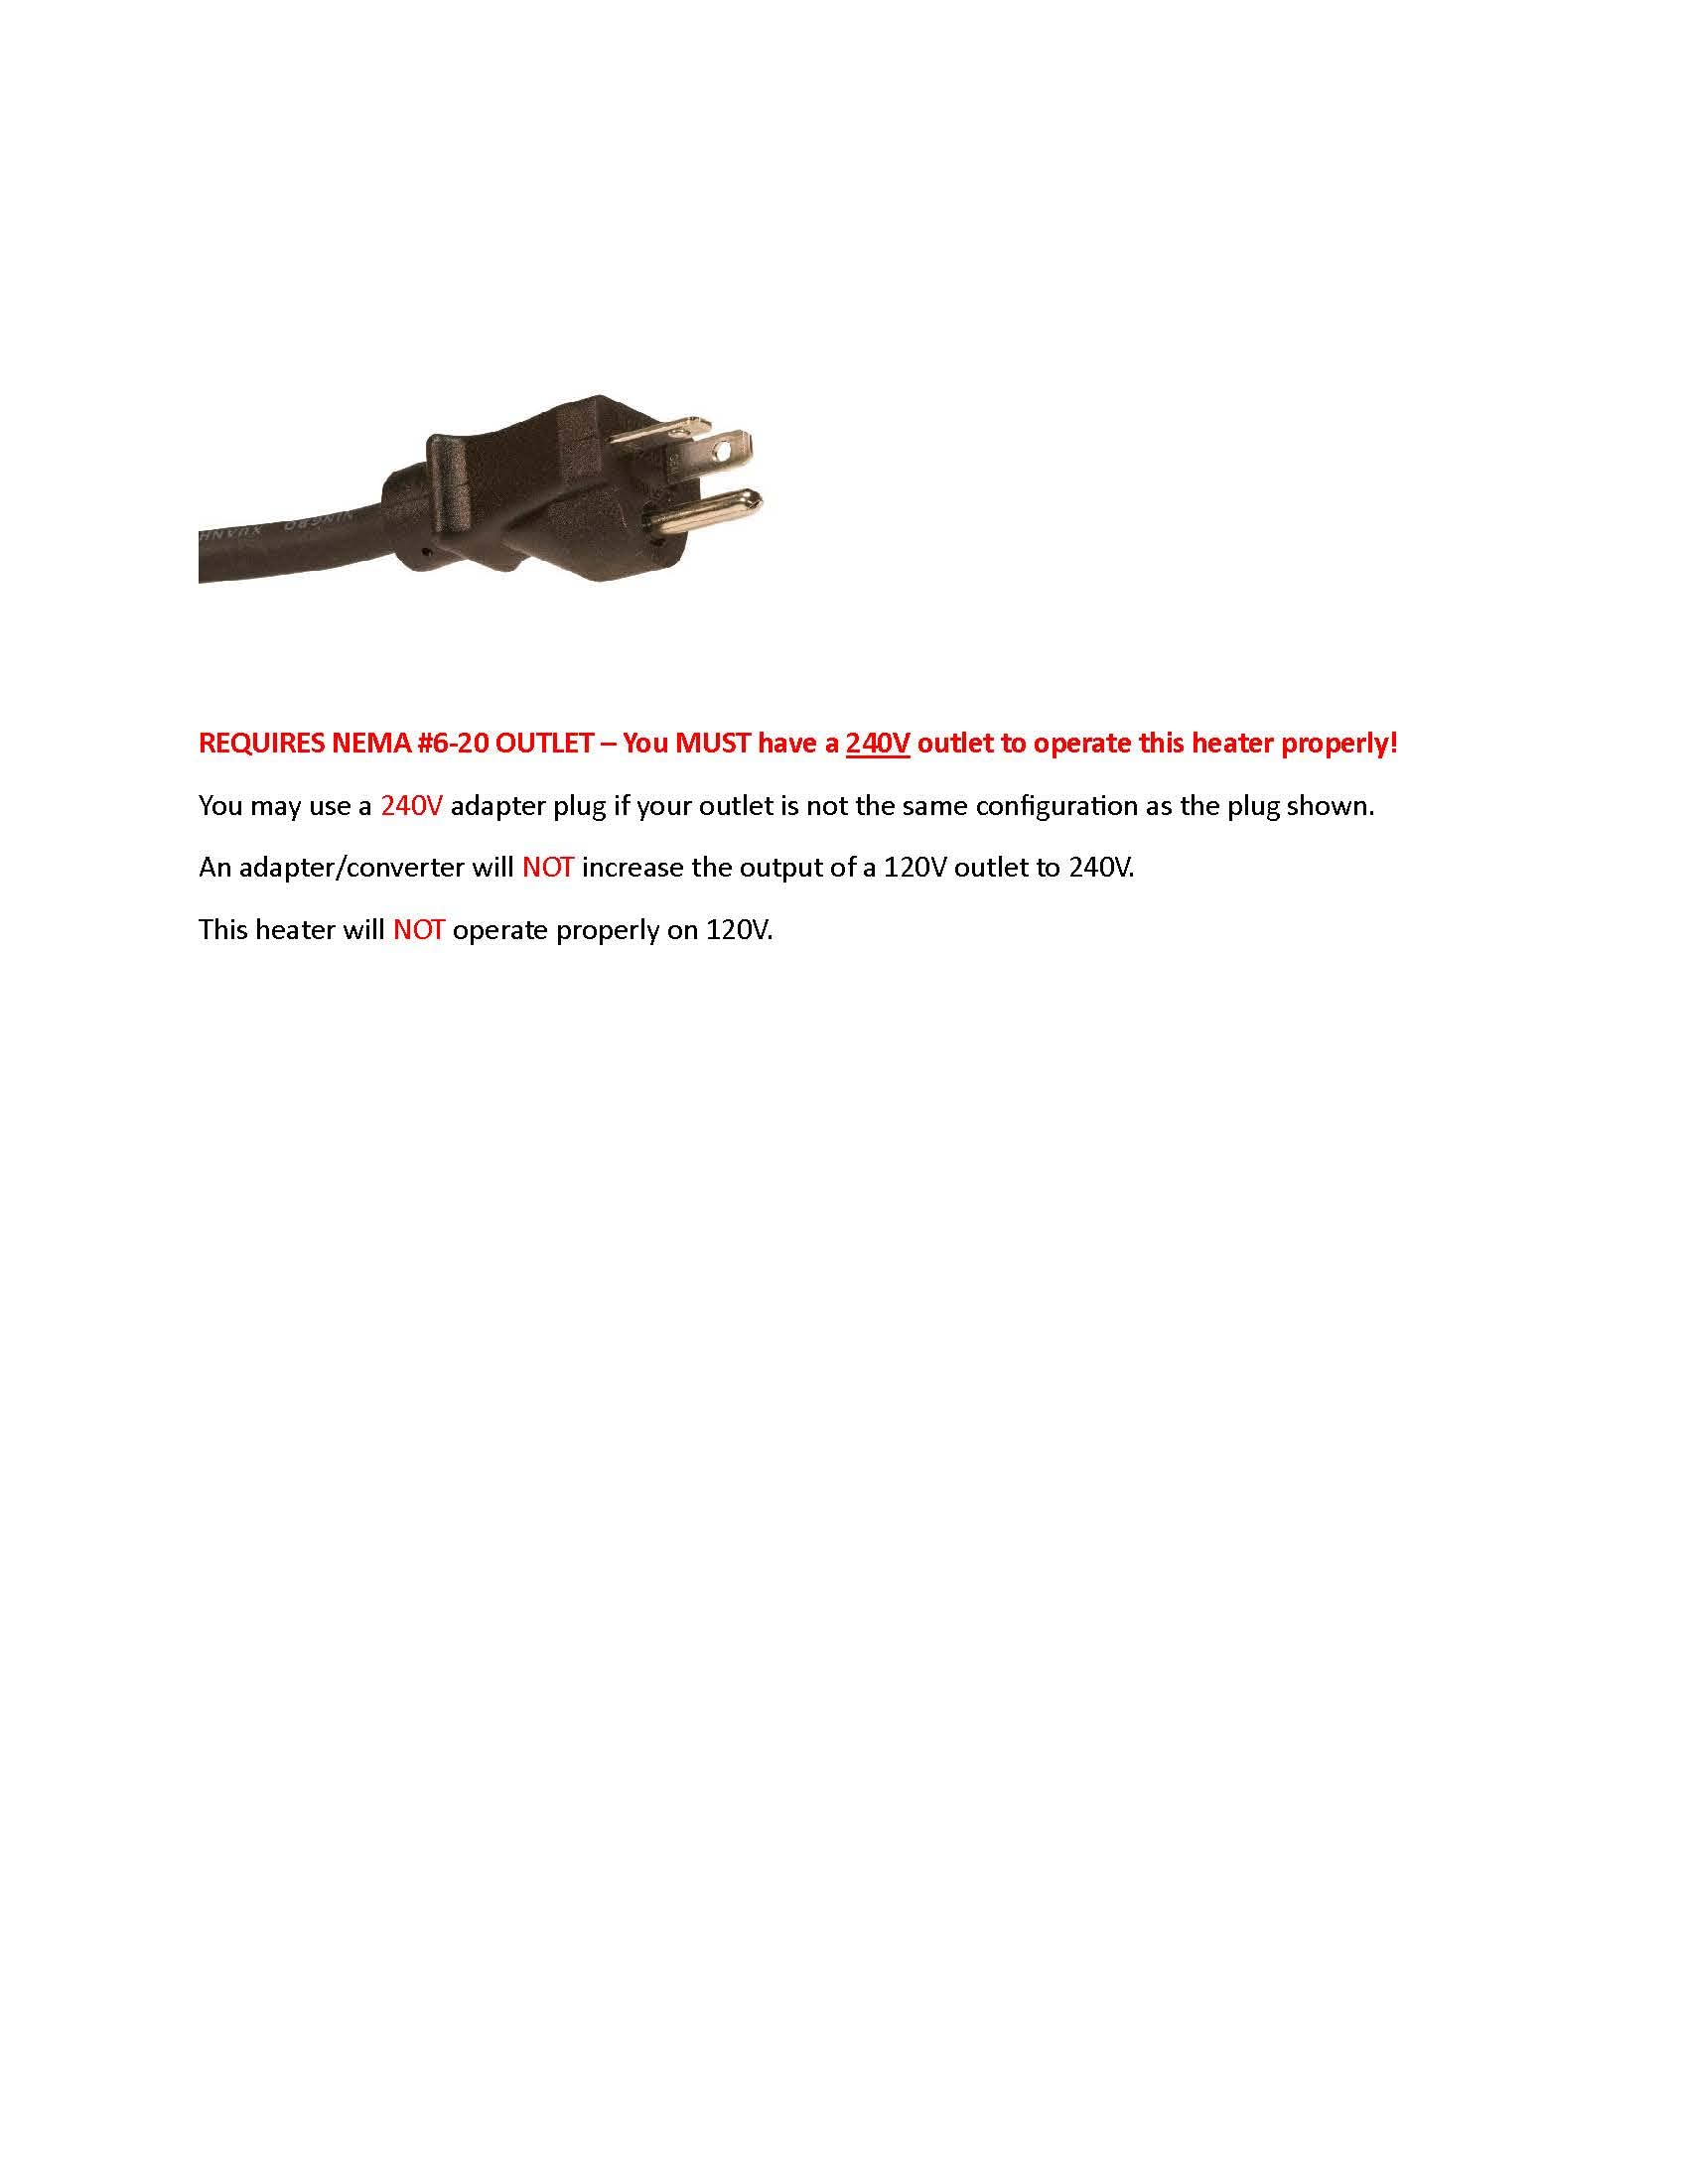 REQUIRES NEMA #6-20 OUTLET – You MUST have a 240V outlet to operate this heater properly!
You may use a 240V adapter plug if your outlet is not the same configuration as the plug shown.
An adapter/converter will NOT increase the output of a 120V outlet to 240V.
This heater will NOT operate properly on 120V.